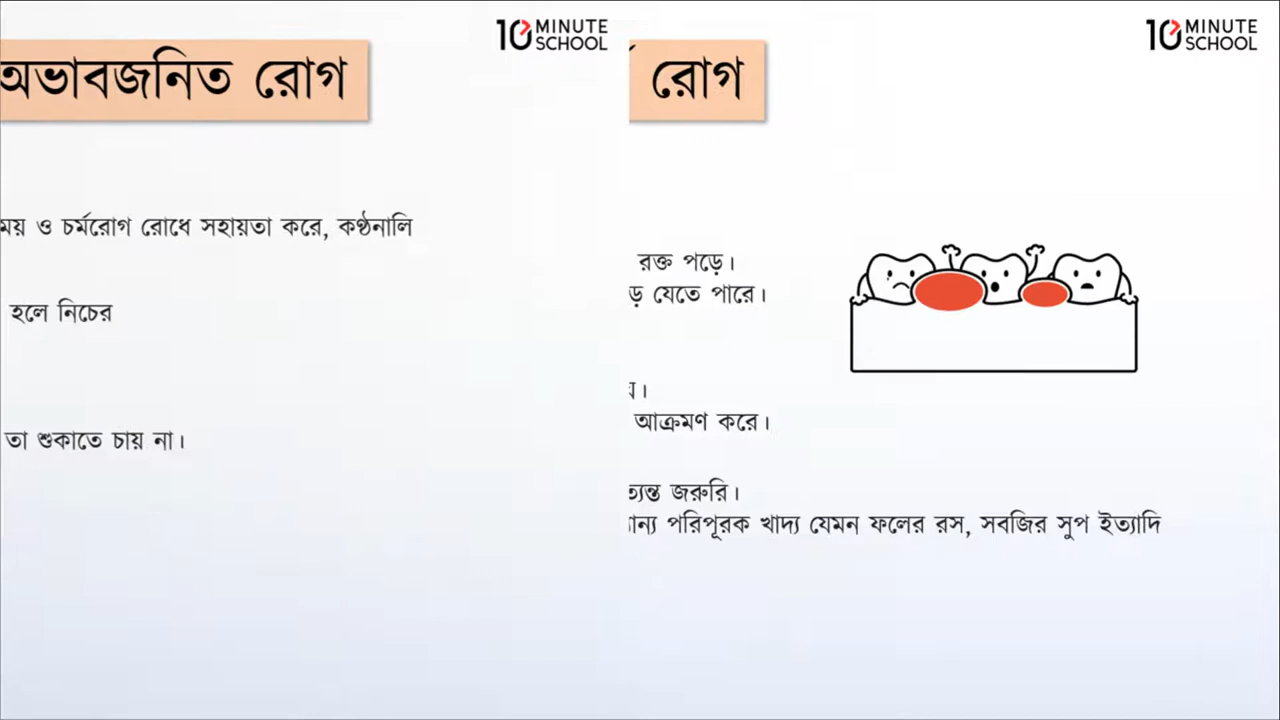 10 MINUTE SCHOOL
অভাবজনিত রোগ
ময় ও চর্মরোগ রোধে সহায়তা করে, কণ্ঠনালি
হলে নিচের
তা শুকাতে চায় না।
10 MINUTE SCHOOL
রোগ
রক্ত পড়ে।
যেতে পারে।
আক্রমণ করে।
ত্যন্ত জরুরি।
ান্য পরিপূরক খাদ্য যেমন ফলের রস, সবজির সুপ ইত্যাদি